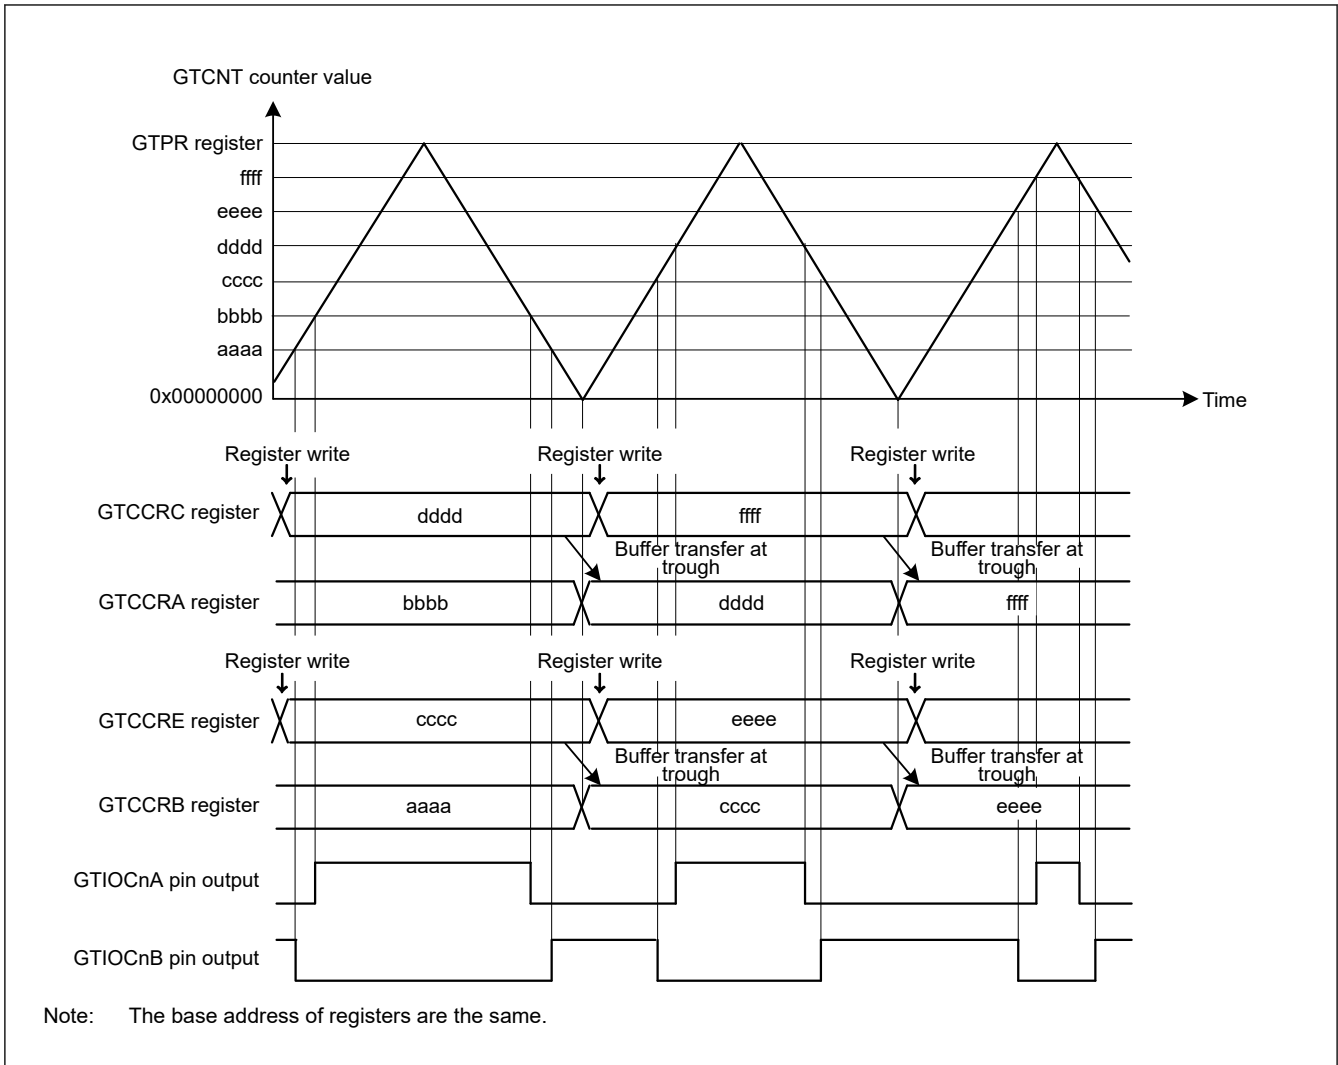 GTCNT counter value
GTPR register
ffff
eeee
dddd
cccc
bbbb
aaaa
0x00000000
Time
Register write Register write Register write
GTCCRC register dddd ffff
Buffer transfer at trough Buffer transfer at trough
GTCCRA register bbbb dddd ffff
Register write Register write Register write
GTCCRE register cccc eeee
Buffer transfer at trough Buffer transfer at trough
GTCCRB register aaaa cccc eeee
GTIOCnA pin output
GTIOCnB pin output
Note: The base address of registers are the same.